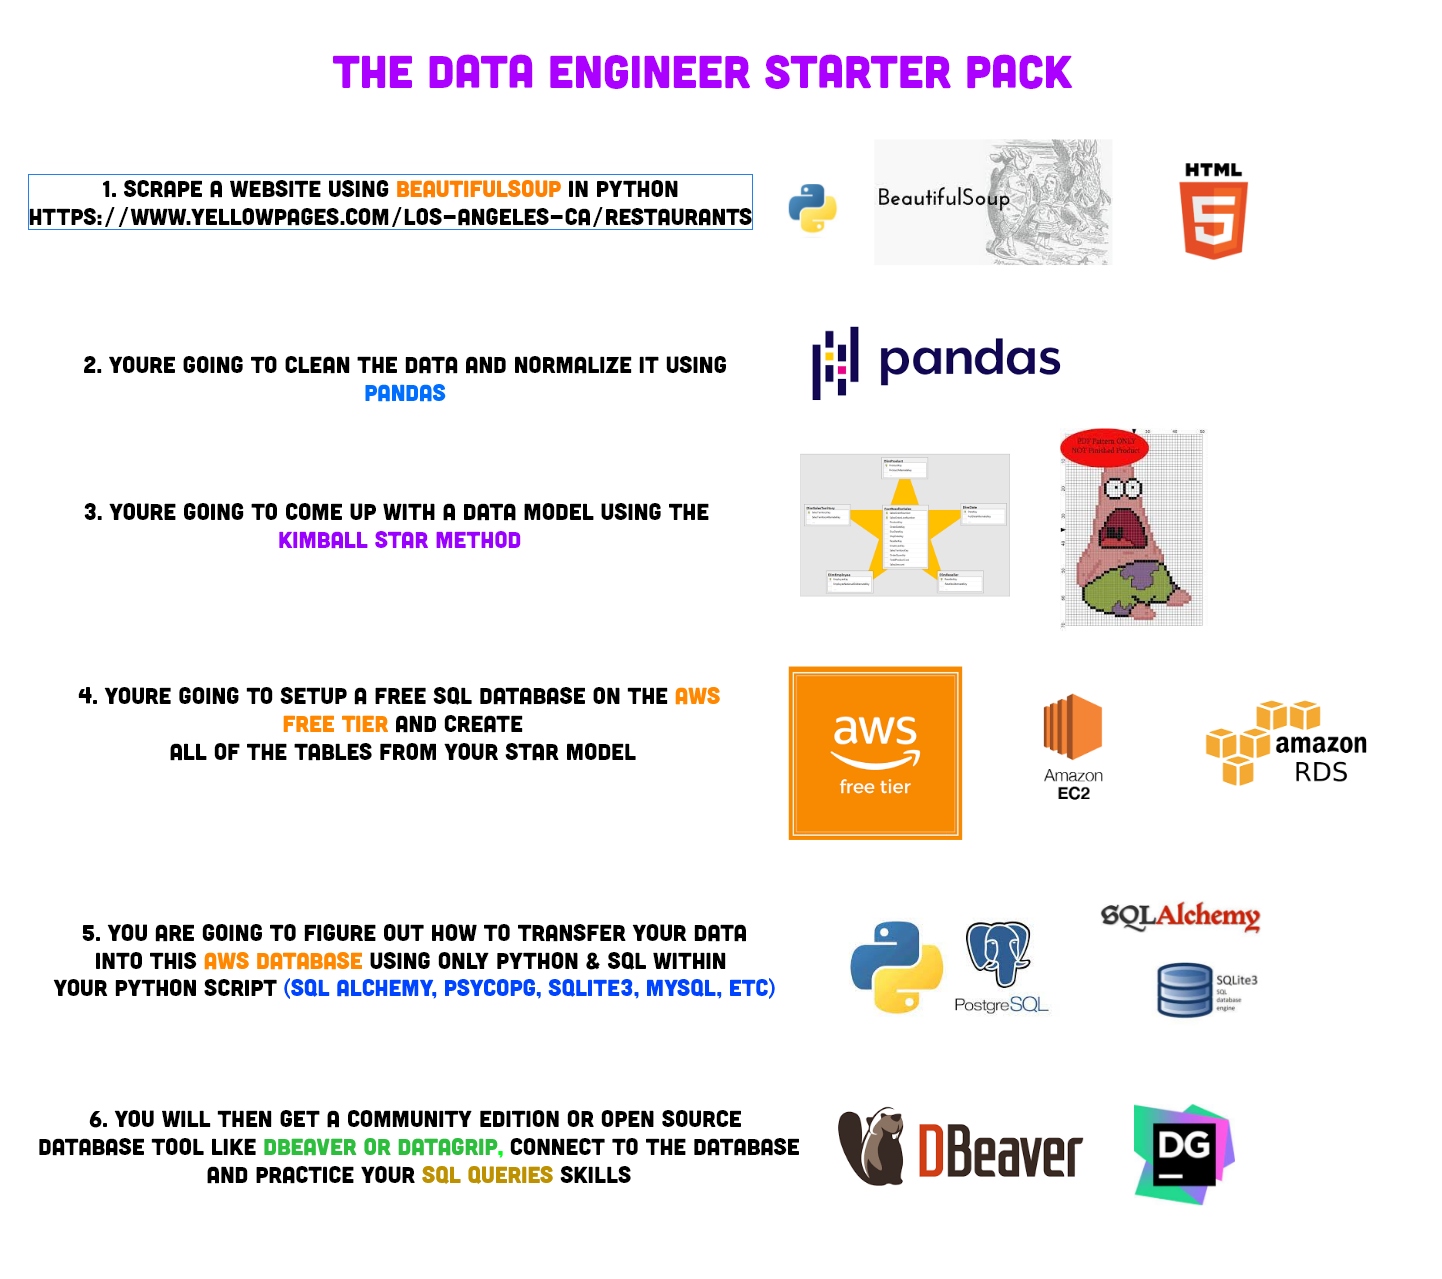 THE DATA ENGINEER STARTER PACK
1. SCRAPE A WEBSITE USING BEAUTIFULSOUP IN PYTHON
HTTPS://WWW.YELLOWPAGES.COM/LOS-ANGELES-CA/RESTAURANTS
BeautifulSoup
HTML
5
2. YOURE GOING TO CLEAN THE DATA AND NORMALIZE IT USING
PANDAS
pandas
3. YOURE GOING TO COME UP WITH A DATA MODEL USING THE
KIMBALL STAR METHOD
PDF Pattern ONLY
NOT Finished Product
4. YOURE GOING TO SETUP A FREE SQL DATABASE ON THE AWS
FREE TIER AND CREATE
ALL OF THE TABLES FROM YOUR STAR MODEL
aws
free tier
Amazon
EC2
amazon
RDS
5. YOU ARE GOING TO FIGURE OUT HOW TO TRANSFER YOUR DATA
INTO THIS AWS DATABASE USING ONLY PYTHON & SQL WITHIN
YOUR PYTHON SCRIPT (SQL ALCHEMY, PSYCOPG, SQLITE3, MYSQL, ETC)
PostgreSQL
SQLAlchemy
SQLite3
SQL
database
engine
6. YOU WILL THEN GET A COMMUNITY EDITION OR OPEN SOURCE
DATABASE TOOL LIKE DBEAVER OR DATAGRIP, CONNECT TO THE DATABASE
AND PRACTICE YOUR SQL QUERIES SKILLS
DBeaver
DG